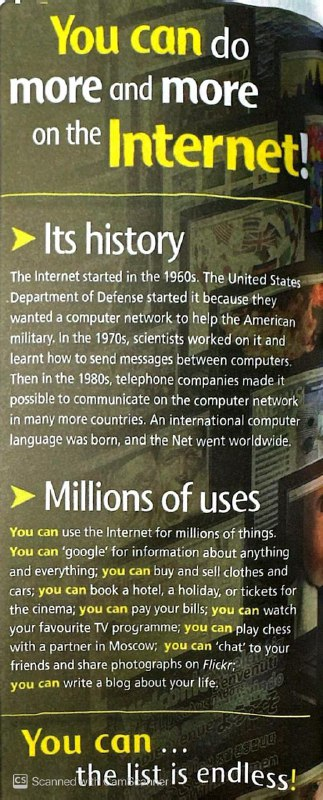 You can do
more and more
on the Internet!
➤ Its history
The Internet started in the 1960s. The United States
Department of Defense started it because they
wanted a computer network to help the American
military. In the 1970s, scientists worked on it and
learnt how to send messages between computers.
Then in the 1980s, telephone companies made it
possible to communicate on the computer network
in many more countries. An international computer
language was born, and the Net went worldwide.
➤ Millions of uses
You can use the Internet for millions of things.
You can 'google' for information about anything
and everything; you can buy and sell clothes and
cars; you can book a hotel, a holiday, or tickets for
the cinema; you can pay your bills; you can watch
your favourite TV programme; you can play chess
with a partner in Moscow; you can 'chat' to your
friends and share photographs on Flickr;
you can write a blog about your life.
You can ...
the list is endless!
CS Scanned with CamScanner